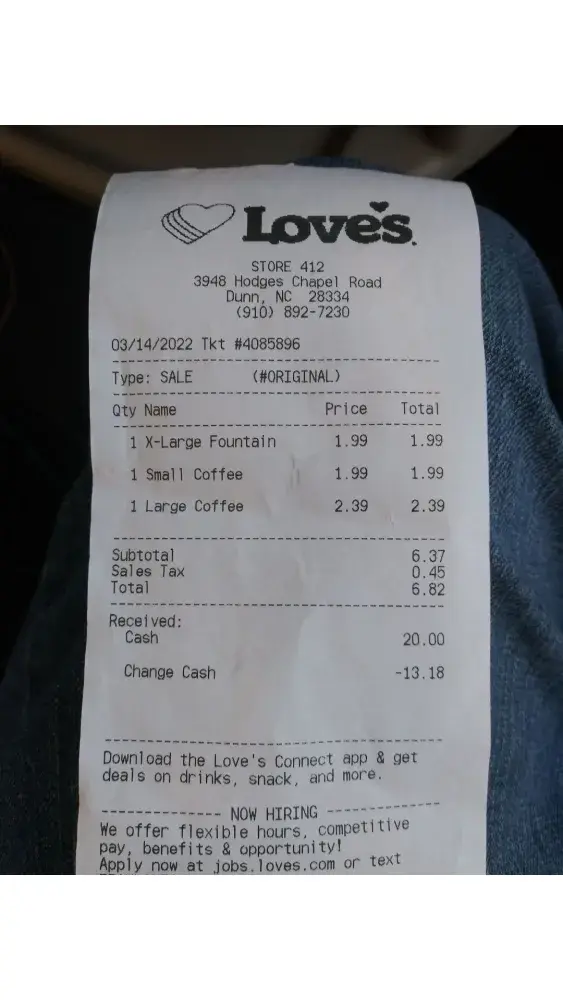 Love's
STORE 412
3948 Hodges Chapel Road
Dunn, NC 28334
(910) 892-7230
03/14/2022 Tkt #4085896
Type: SALE (#ORIGINAL)
Qty Name Price Total
1 X-Large Fountain 1.99 1.99
1 Small Coffee 1.99 1.99
1 Large Coffee 2.39 2.39
Subtotal 6.37
Sales Tax 0.45
Total 6.82
Received:
Cash 20.00
Change Cash -13.18
Download the Love's Connect app & get
deals on drinks, snack, and more.
------------- NOW HIRING -------------
We offer flexible hours, competitive
pay, benefits & opportunity!
Apply now at jobs.loves.com or text